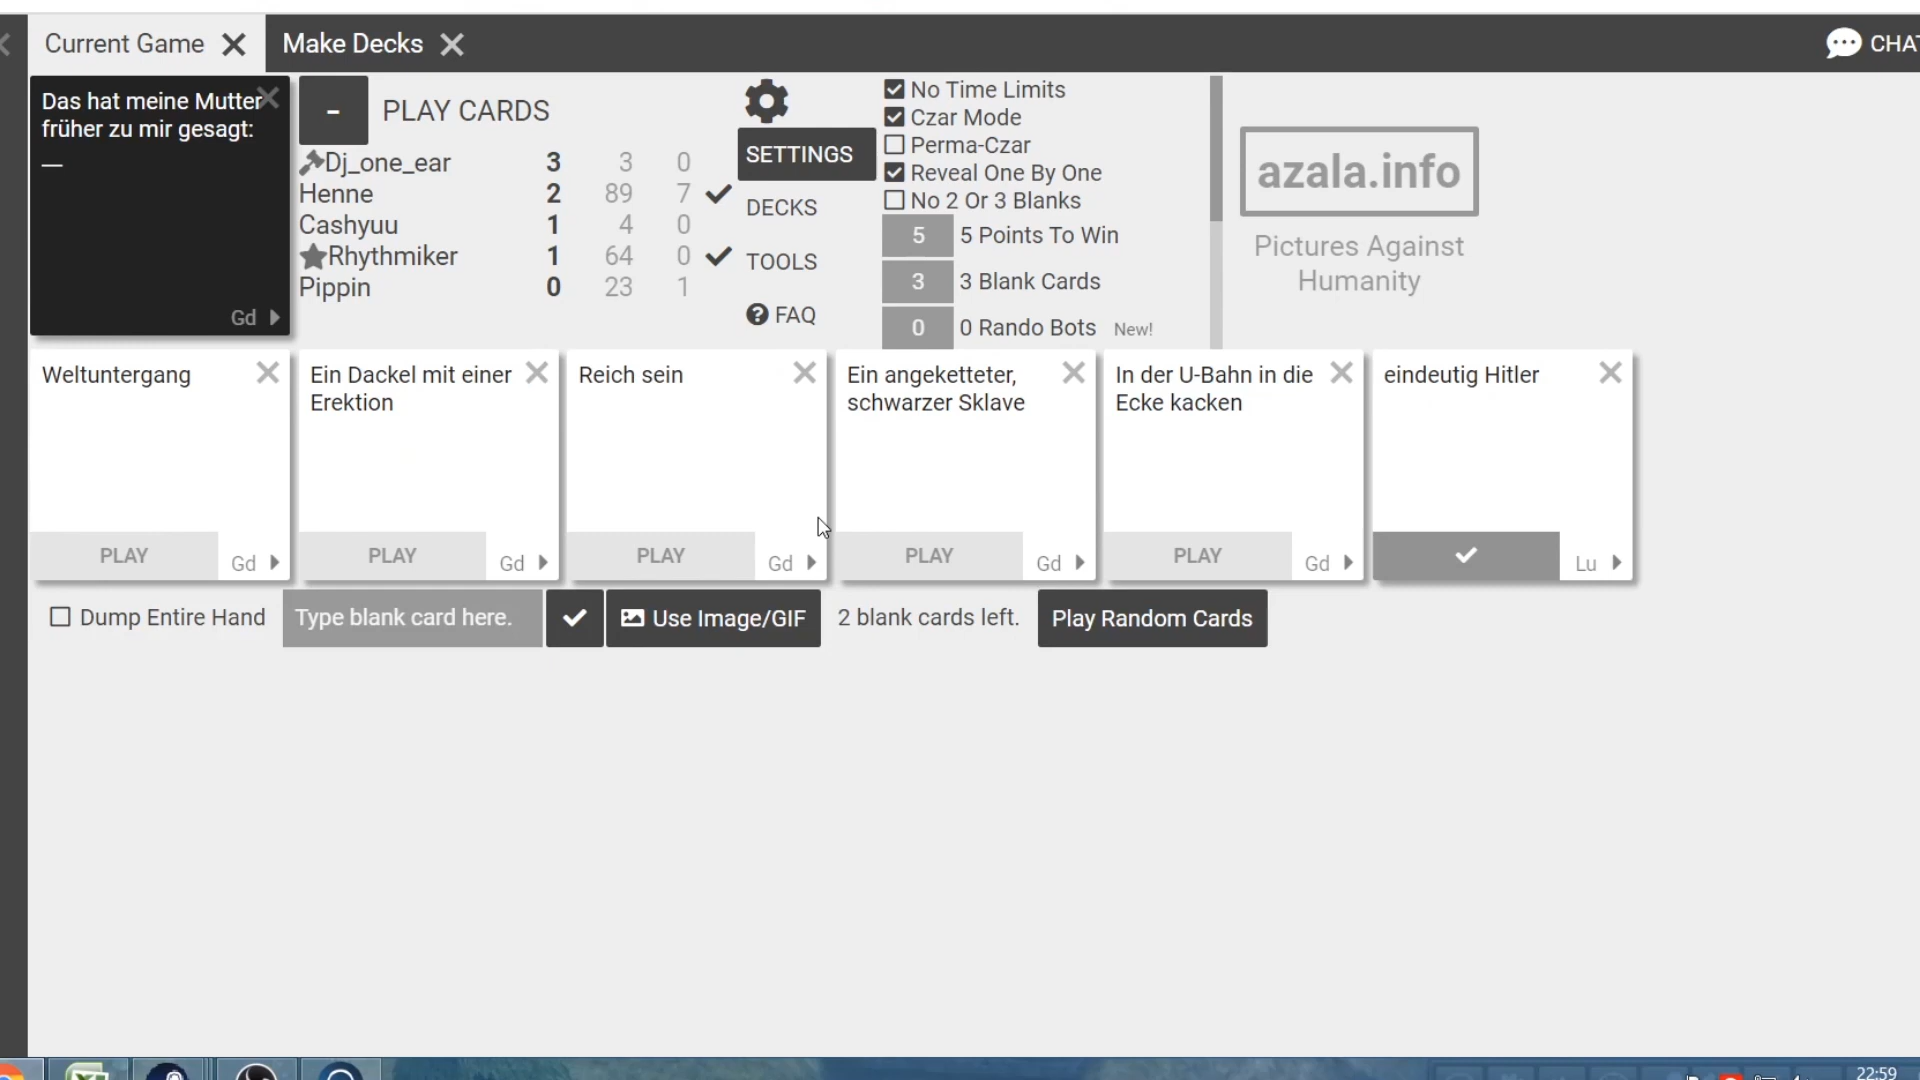 Current Game
Make Decks
CHAT
Das hat meine Mutter
früher zu mir gesagt:
__
Gd
-
PLAY CARDS
Dj_one_ear 3 3 0
Henne 2 89 7
Cashyuu 1 4 0
Rhythmiker 1 64 0
Pippin 0 23 1
SETTINGS
DECKS
TOOLS
FAQ
No Time Limits
Czar Mode
Perma-Czar
Reveal One By One
No 2 Or 3 Blanks
5 5 Points To Win
3 3 Blank Cards
0 0 Rando Bots New!
azala.info
Pictures Against
Humanity
Weltuntergang
PLAY Gd
Ein Dackel mit einer
Erektion
PLAY Gd
Reich sein
PLAY Gd
Ein angeketteter,
schwarzer Sklave
PLAY Gd
In der U-Bahn in die
Ecke kacken
PLAY Gd
eindeutig Hitler
Lu
Dump Entire Hand
Type blank card here.
Use Image/GIF
2 blank cards left.
Play Random Cards
22:59